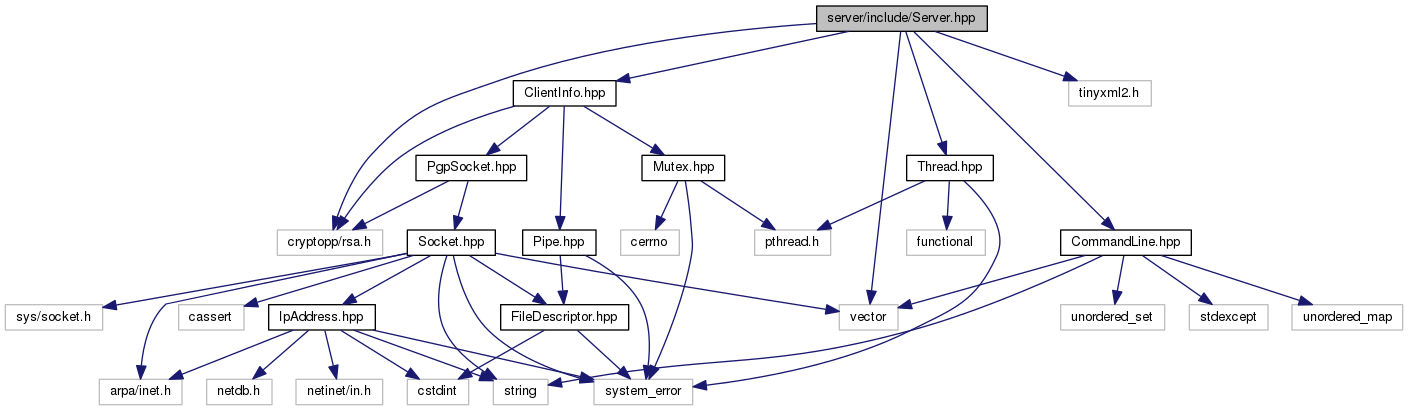 server/include/Server.hpp
ClientInfo.hpp
tinyxml2.h
PgpSocket.hpp
Mutex.hpp
Thread.hpp
cryptopp/rsa.h
Socket.hpp
Pipe.hpp
cerrno
pthread.h
functional
CommandLine.hpp
sys/socket.h
cassert
IpAddress.hpp
FileDescriptor.hpp
vector
unordered_set
stdexcept
unordered_map
arpa/inet.h
netdb.h
netinet/in.h
cstdint
string
system_error